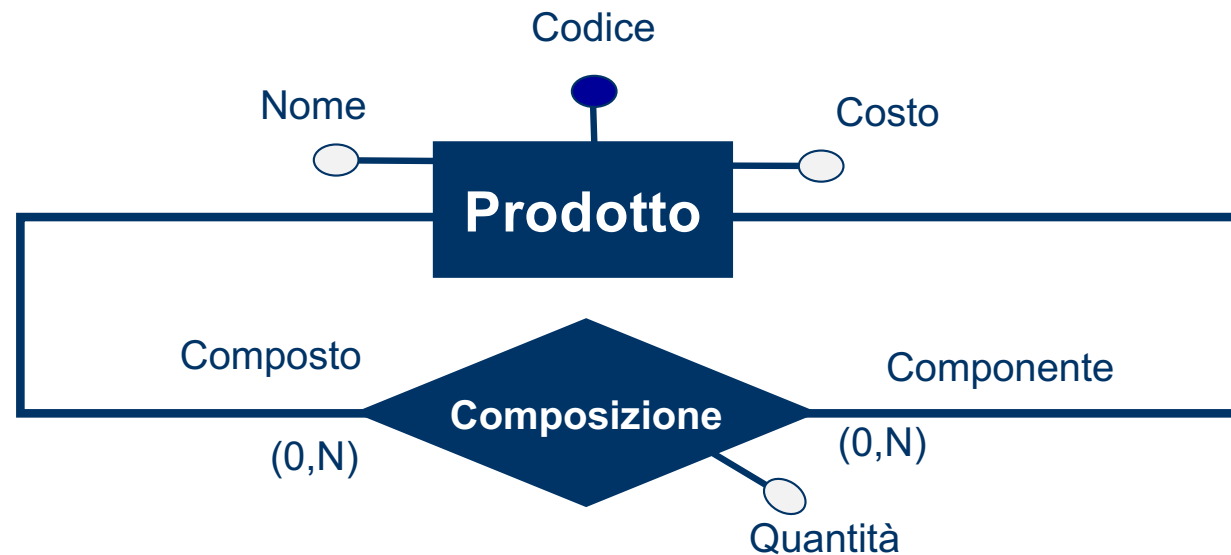 Codice
Nome
Costo
Prodotto
Composto
Componente
Composizione
(0,N)
(0,N)
Quantità